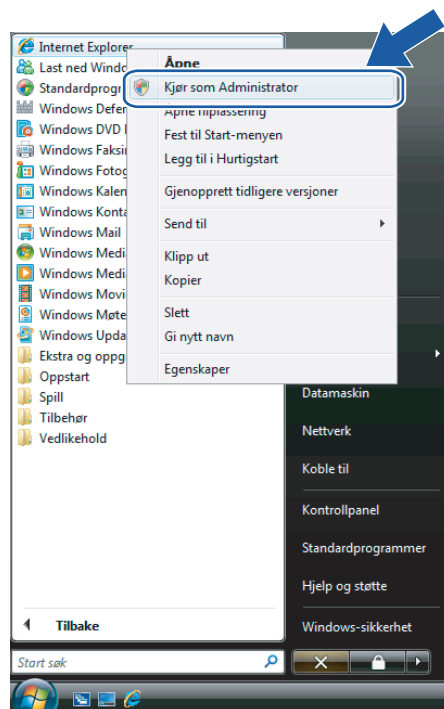 Internet Explorer
Last ned Windo
Standardprogr
Windows Defer
Windows DVD
Windows Faksi
Windows Fotog
Windows Kalen
Windows Konta
Windows Mail
Windows Medi
Windows Medi
Windows Movi
Windows Møte
Windows Upda
Ekstra og oppg
Oppstart
Spill
Tilbehør
Vedlikehold
Tilbake
Start søk
Åpne
Kjør som Administrator
Åpne filplassering
Fest til Start-menyen
Legg til i Hurtigstart
Gjenopprett tidligere versjoner
Send til
Klipp ut
Kopier
Slett
Gi nytt navn
Egenskaper
Datamaskin
Nettverk
Koble til
Kontrollpanel
Standardprogrammer
Hjelp og støtte
Windows-sikkerhet